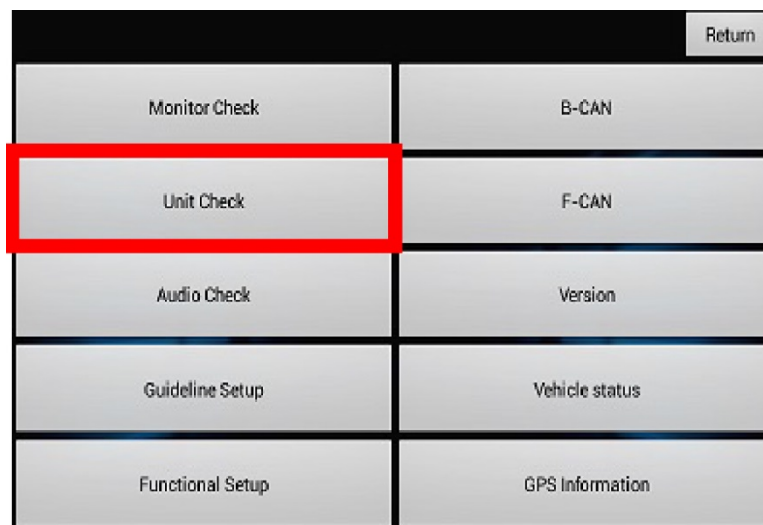 Return
Monitor Check
B-CAN
Unit Check
F-CAN
Audio Check
Version
Guideline Setup
Vehicle status
Functional Setup
GPS Information